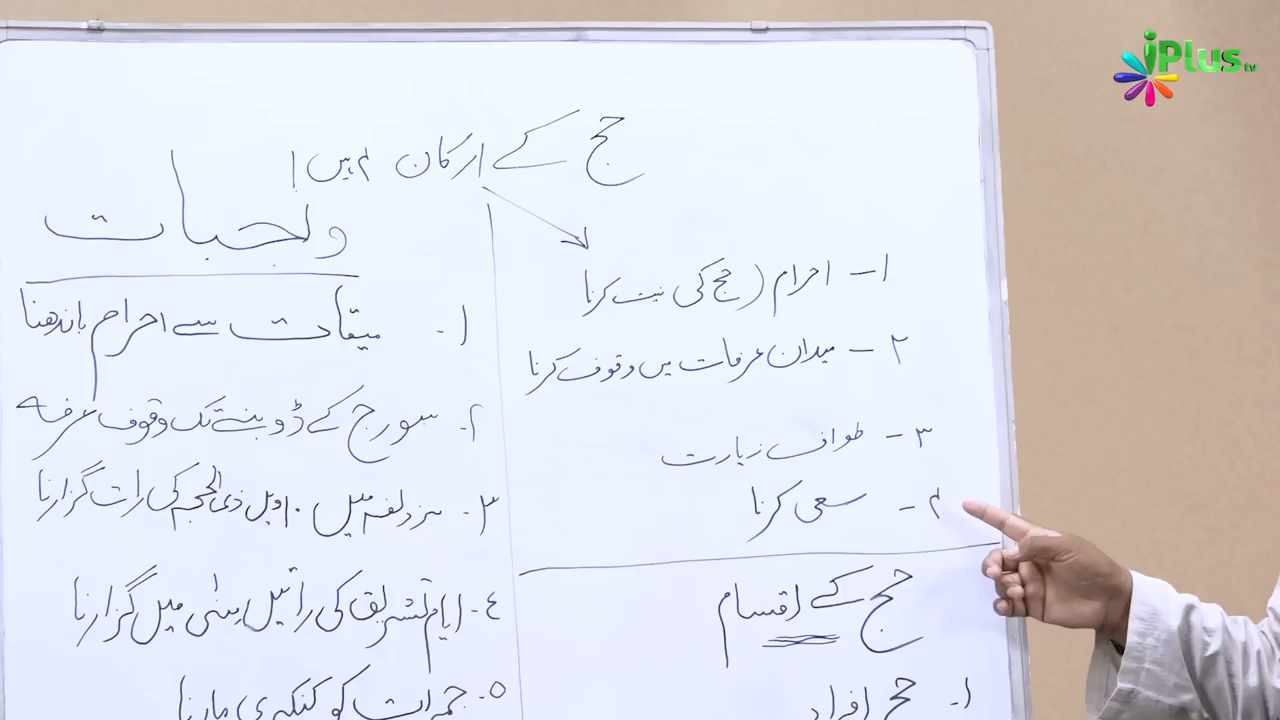 iPlus tv
حج کے ارکان ۴ ہیں
۱ – احرام (حج کی نیت کرنا
۲ – میدان عرفات میں وقوف کرنا
۳ – طواف زیارت
۴ – سعی کرنا
حج کے اقسام
۱- حج افراد
واجبات
۱- میقات سے احرام باندھنا
۲- سورج کے ڈوبنے تک وقوف عرفہ
۳- مزدلفہ میں ۱۰ویں ذی الحجہ کی رات گزارنا
٤- ایام تشریق کی راتیں منٰی میں گزارنا
۵- جمرات کو کنکری مارنا